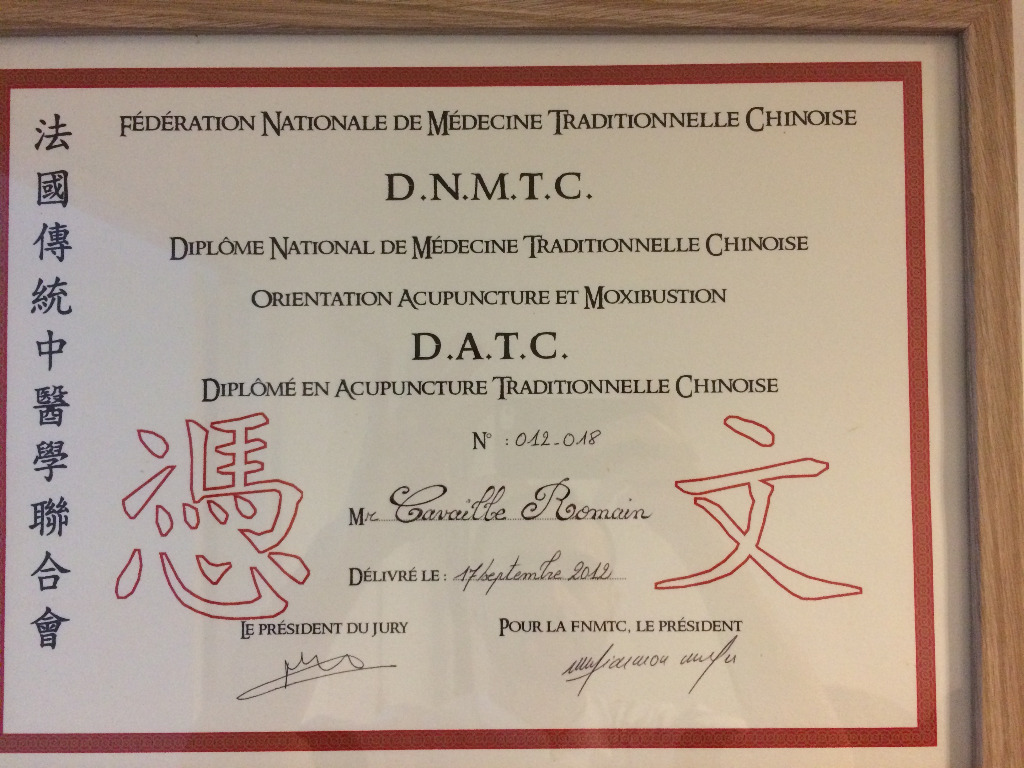 法國傳統中醫學聯合會
FÉDÉRATION NATIONALE DE MÉDECINE TRADITIONNELLE CHINOISE
D.N.M.T.C.
DIPLÔME NATIONAL DE MÉDECINE TRADITIONNELLE CHINOISE
ORIENTATION ACUPUNCTURE ET MOXIBUSTION
D.A.T.C.
DIPLÔMÉ EN ACUPUNCTURE TRADITIONNELLE CHINOISE
憑 文
N° : 012-018
Mr Cavaillé Romain
DÉLIVRÉ LE : 17 septembre 2012
LE PRÉSIDENT DU JURY POUR LA FNMTC, LE PRÉSIDENT